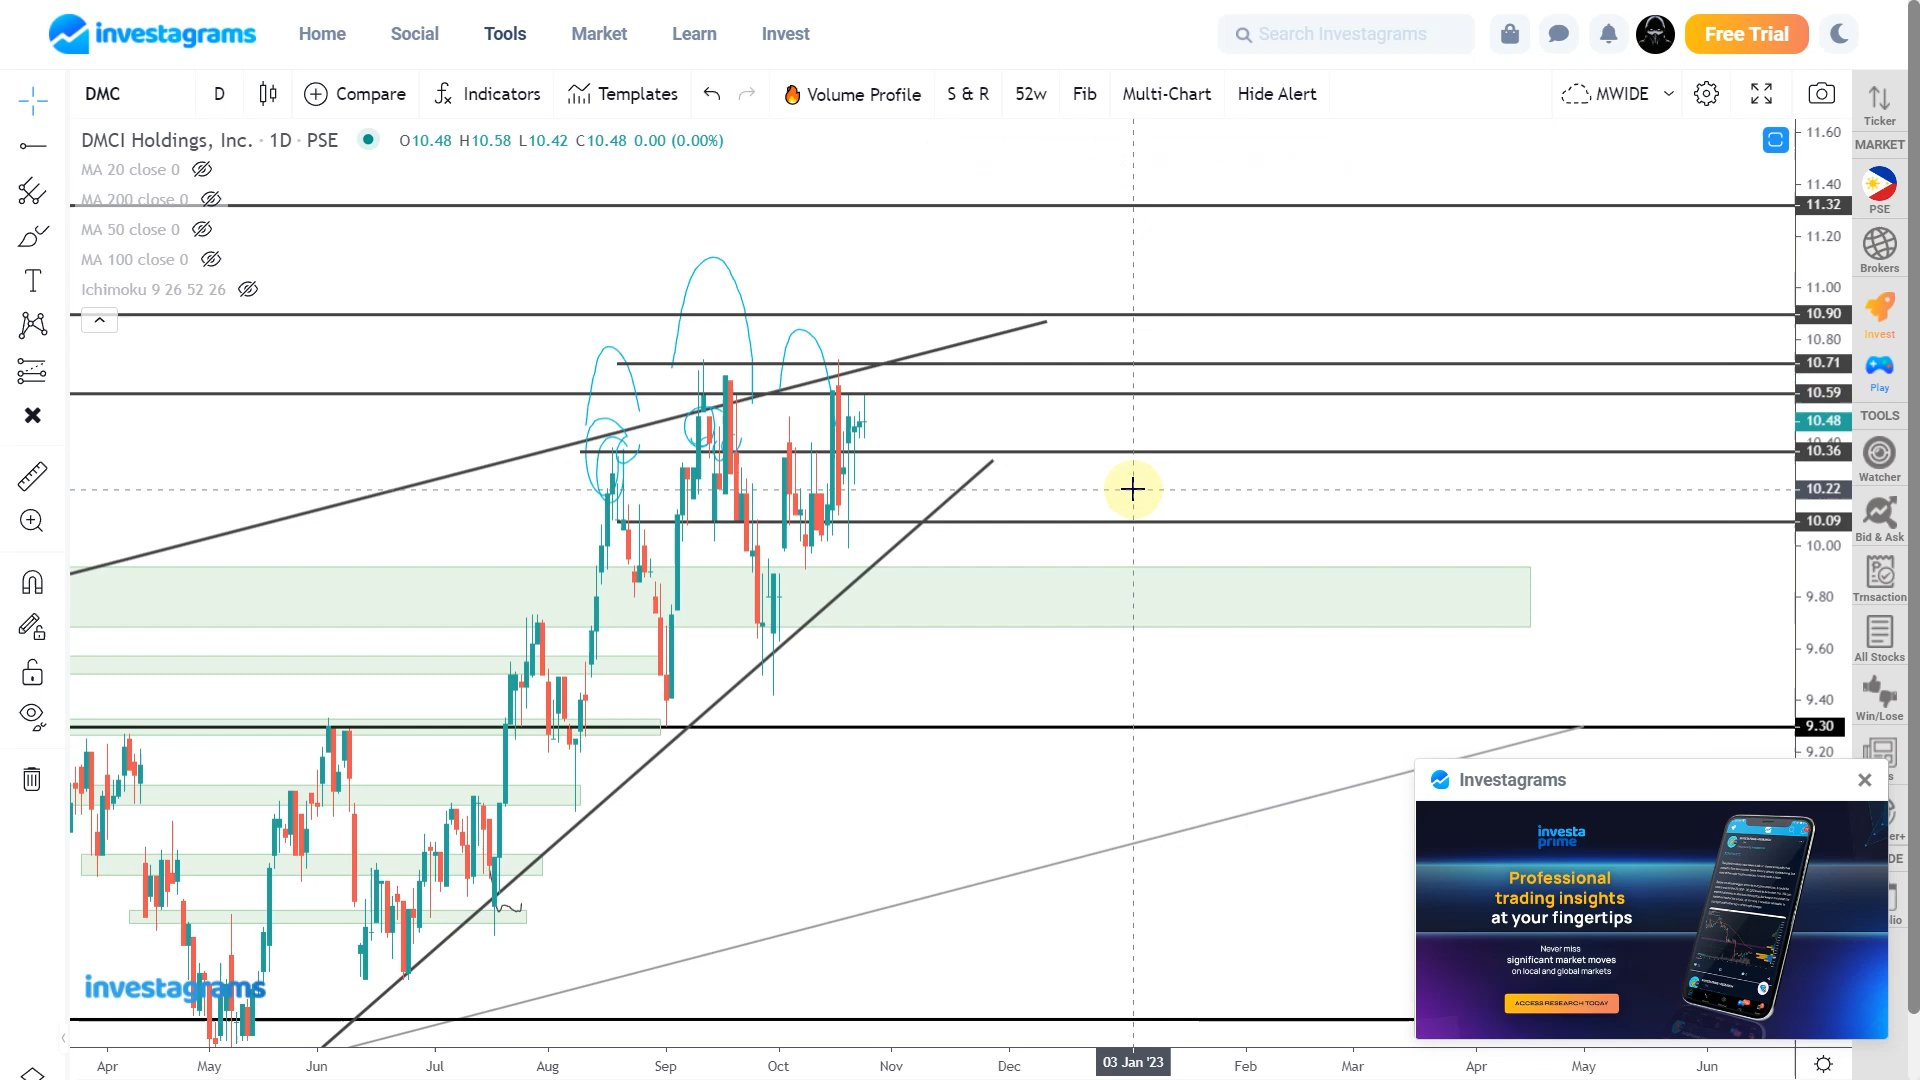 investagrams
Home
Social
Tools
Market
Learn
Invest
Search Investagrams
Free Trial
DMC
D
Compare
Indicators
Templates
Volume Profile
S & R
52w
Fib
Multi-Chart
Hide Alert
MWIDE
Ticker
MARKET
PSE
Brokers
Invest
Play
TOOLS
Watcher
Bid & Ask
Trnsaction
All Stocks
Win/Lose
DMCI Holdings, Inc. · 1D · PSE
O10.48 H10.58 L10.42 C10.48 0.00 (0.00%)
MA 20 close 0
MA 200 close 0
MA 50 close 0
MA 100 close 0
Ichimoku 9 26 52 26
11.60
11.40
11.32
11.20
11.00
10.90
10.80
10.71
10.59
10.48
10.40
10.36
10.22
10.09
10.00
9.80
9.60
9.40
9.30
9.20
Investagrams
investa
prime
Professional
trading insights
at your fingertips
Never miss
significant market moves
on local and global markets
ACCESS RESEARCH TODAY
investagrams
Apr
May
Jun
Jul
Aug
Sep
Oct
Nov
Dec
03 Jan '23
Feb
Mar
Apr
May
Jun